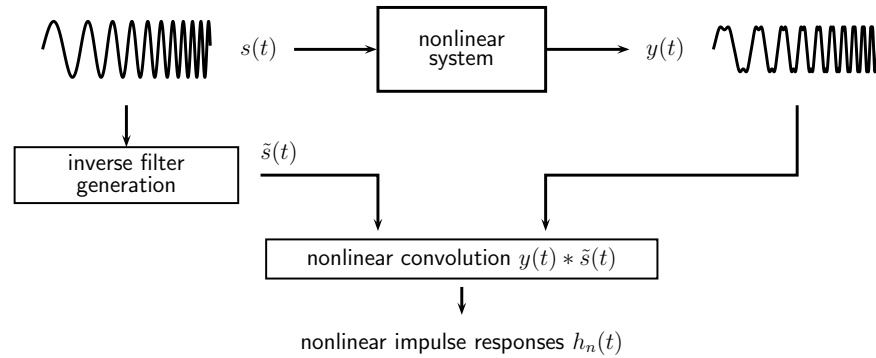 s(t)
nonlinear
system
y(t)
inverse filter
generation
s̃(t)
nonlinear convolution y(t) ∗ s̃(t)
nonlinear impulse responses hₙ(t)